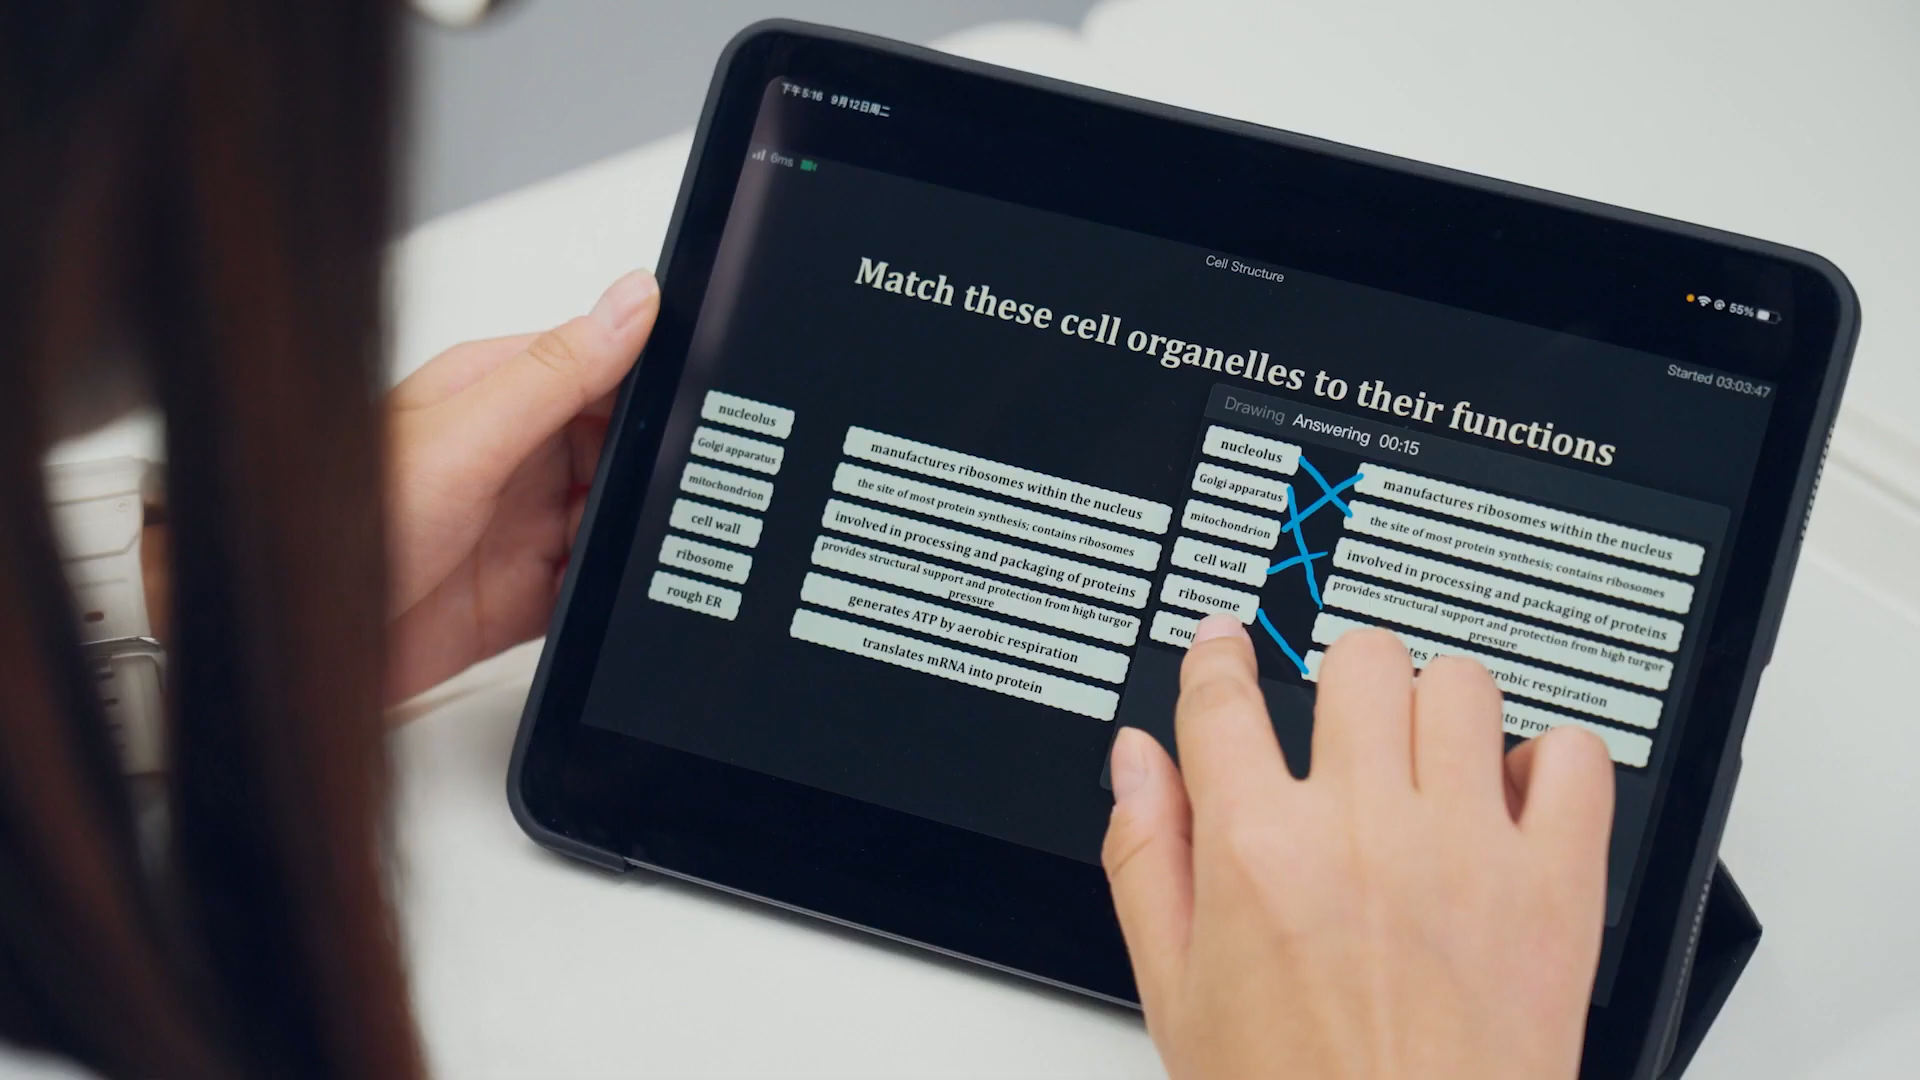 下午5:16 9月12日周二
55%
6ms
Cell Structure
Started 03:03:47
Match these cell organelles to their functions
nucleolus
Golgi apparatus
mitochondrion
cell wall
ribosome
rough ER
manufactures ribosomes within the nucleus
the site of most protein synthesis; contains ribosomes
involved in processing and packaging of proteins
provides structural support and protection from high turgor
pressure
generates ATP by aerobic respiration
translates mRNA into protein
Drawing Answering 00:15
nucleolus
Golgi apparatus
mitochondrion
cell wall
ribosome
manufactures ribosomes within the nucleus
the site of most protein synthesis; contains ribosomes
involved in processing and packaging of proteins
provides structural support and protection from high turgor
pressure
respiration